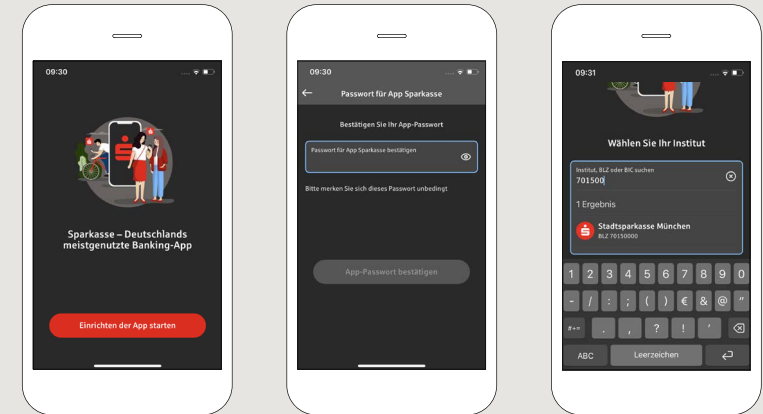 09:30
Sparkasse – Deutschlands
meistgenutzte Banking-App
Einrichten der App starten
09:30
Passwort für App Sparkasse
Bestätigen Sie Ihr App-Passwort
Passwort für App Sparkasse bestätigen
Bitte merken Sie sich dieses Passwort unbedingt
App-Passwort bestätigen
09:31
Wählen Sie Ihr Institut
Institut, BLZ oder BIC suchen
701500
1 Ergebnis
Stadtsparkasse München
BLZ 70150000
1 2 3 4 5 6 7 8 9 0
- / : ; ( ) € & @ "
#+= . , ? ! '
ABC Leerzeichen